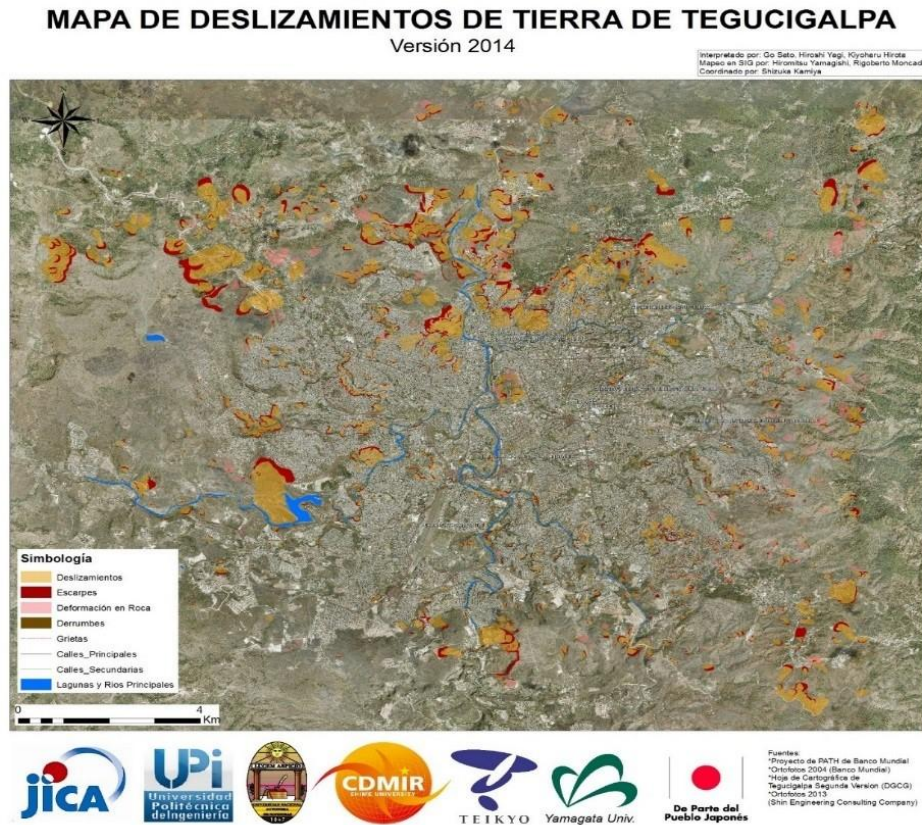 MAPA DE DESLIZAMIENTOS DE TIERRA DE TEGUCIGALPA
Versión 2014
Interpretado por: Go Sato, Hiroshi Yagi, Kiyoharu Hirota
Mapeo en SIG por: Hiromitsu Yamagishi, Rigoberto Moncad
Coordinado por: Shizuka Kamiya
Simbología
Deslizamientos
Escarpes
Deformación en Roca
Derrumbes
Grietas
Calles_Principales
Calles_Secundarias
Lagunas y Rios Principales
0 4
Km
JICA
UPi
Universidad
Politécnica
deIngeniería
CDMiR
EHIME UNIVERSITY
TEIKYO
Yamagata Univ.
De Parte del
Pueblo Japonés
Fuentes:
*Proyecto de PATH de Banco Mundial
*Ortofotos 2004 (Banco Mundial)
*Hoja de Cartográfica de
Tegucigalpa Segunda Version (DGCG)
*Ortofotos 2013
(Shin Engineering Consulting Company)